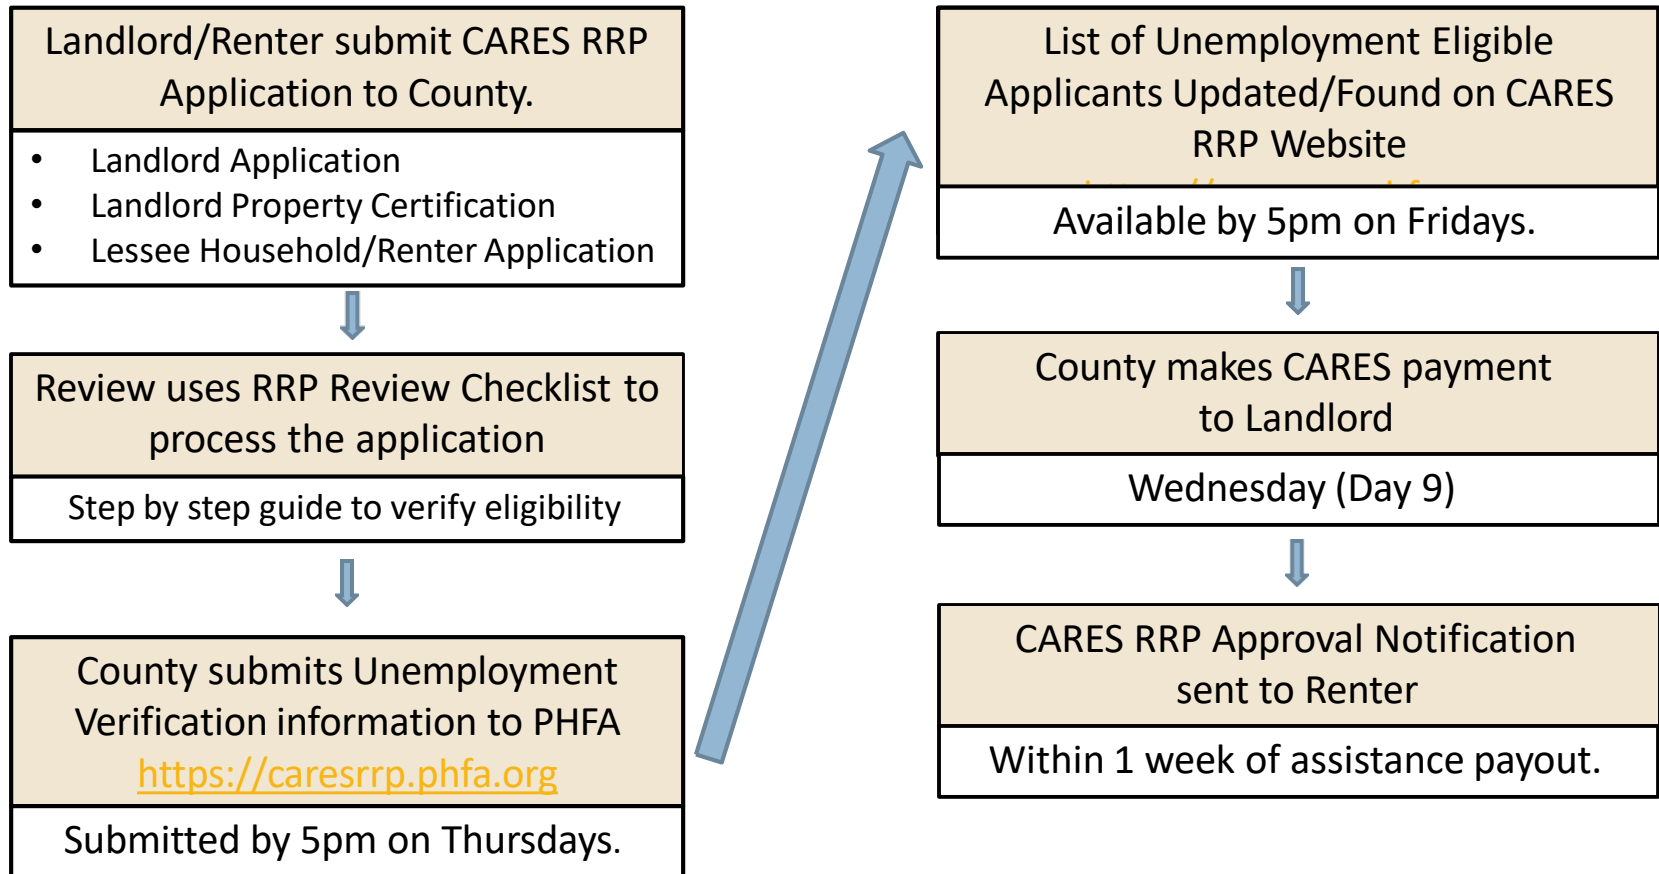 Landlord/Renter submit CARES RRP
Application to County.
• Landlord Application
• Landlord Property Certification
• Lessee Household/Renter Application
Review uses RRP Review Checklist to
process the application
Step by step guide to verify eligibility
County submits Unemployment
Verification information to PHFA
https://caresrrp.phfa.org
Submitted by 5pm on Thursdays.
List of Unemployment Eligible
Applicants Updated/Found on CARES
RRP Website
Available by 5pm on Fridays.
County makes CARES payment
to Landlord
Wednesday (Day 9)
CARES RRP Approval Notification
sent to Renter
Within 1 week of assistance payout.